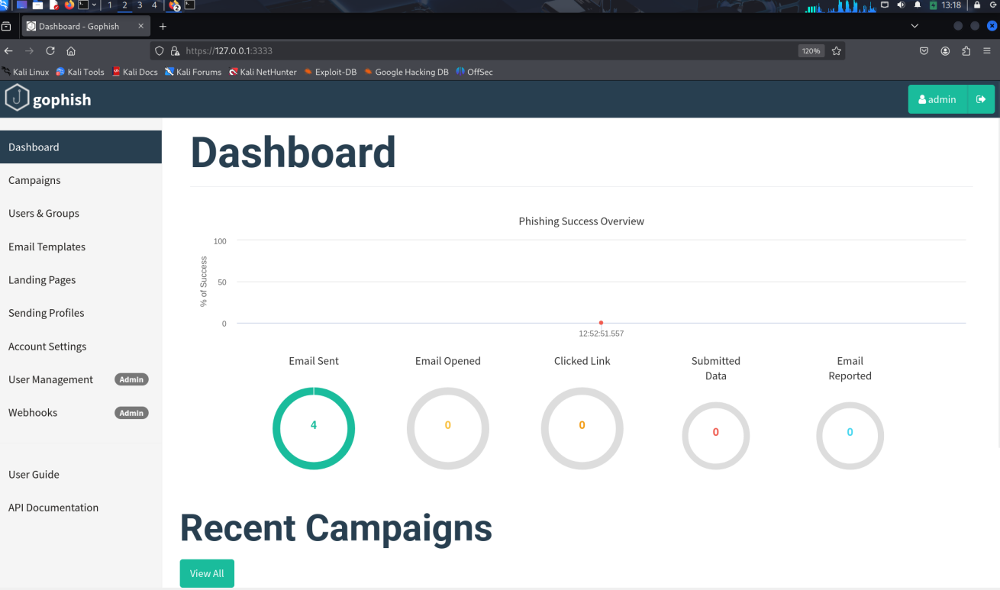 1 2 3 4 2 13:18
Dashboard - Gophish
https://127.0.0.1:3333 120%
Kali Linux Kali Tools Kali Docs Kali Forums Kali NetHunter Exploit-DB Google Hacking DB OffSec
gophish admin
Dashboard
Campaigns
Users & Groups
Email Templates
Landing Pages
Sending Profiles
Account Settings
User Management Admin
Webhooks Admin
User Guide
API Documentation
Dashboard
Phishing Success Overview
% of Success
100
50
0
12:52:51.557
Email Sent Email Opened Clicked Link Submitted Email
Data Reported
4 0 0 0 0
Recent Campaigns
View All